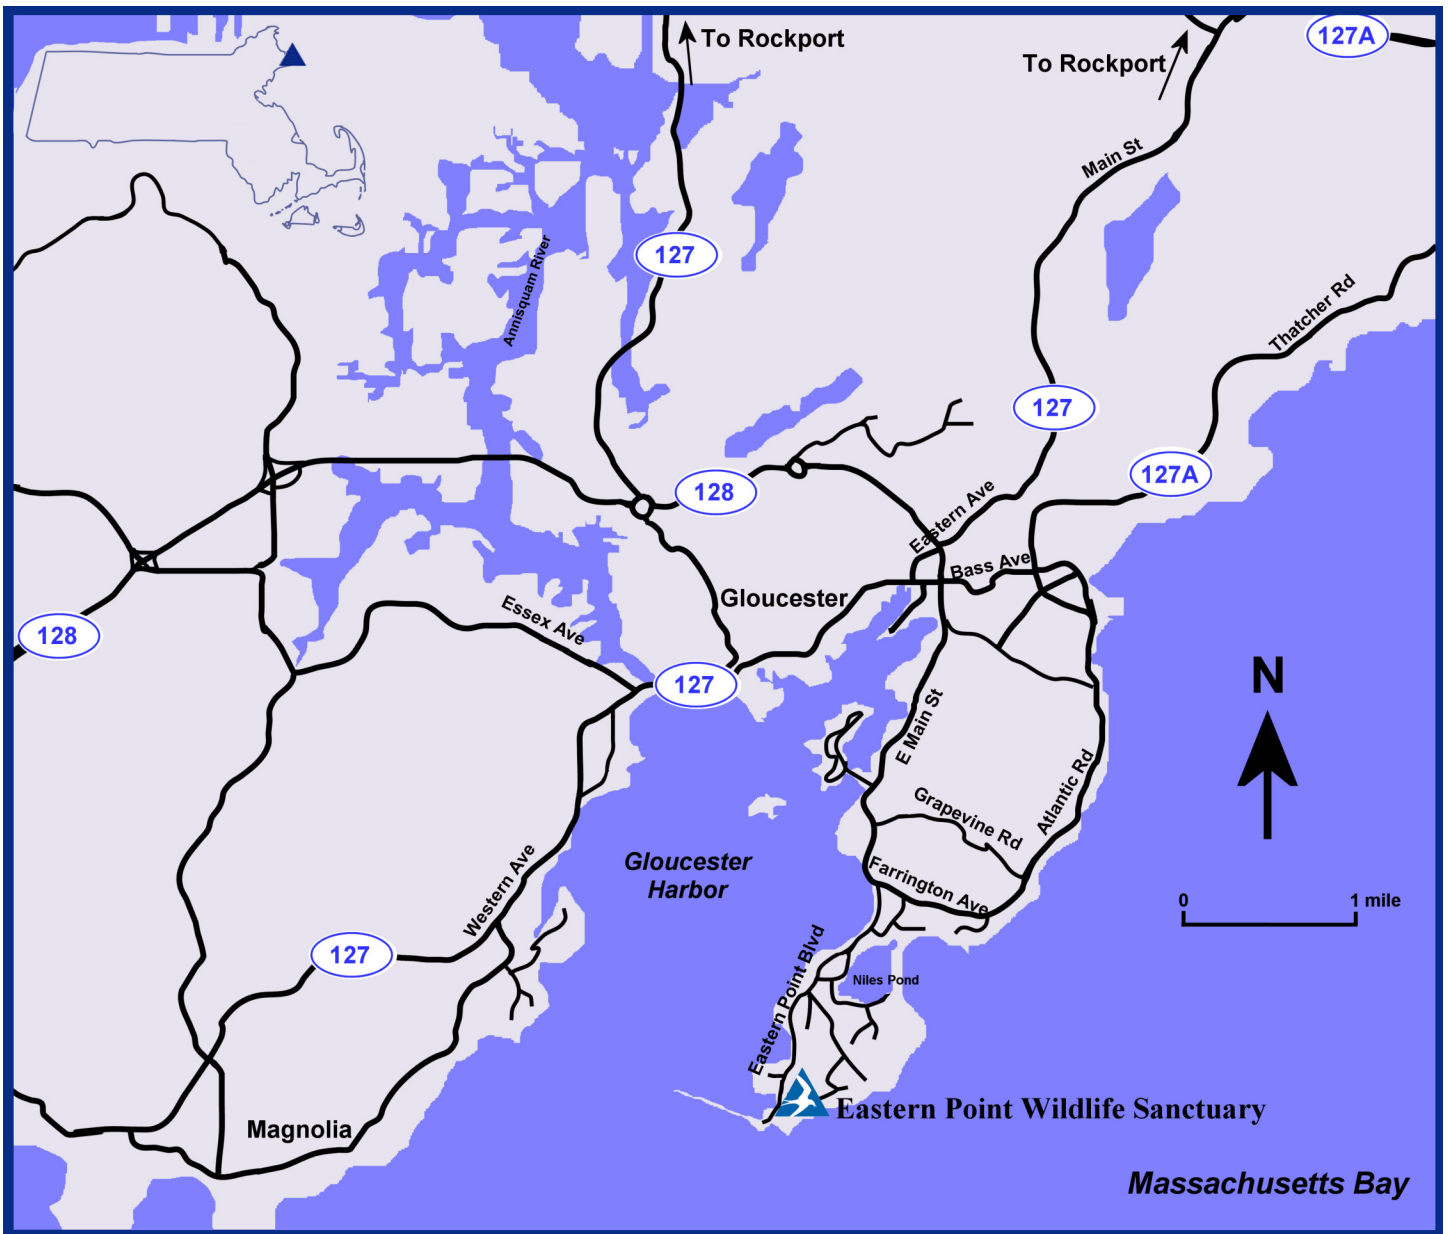 127A
To Rockport
To Rockport
Main St
127
Annisquam River
Thatcher Rd
127
127A
128
Eastern Ave
Bass Ave
Gloucester
Essex Ave
128
127
N
E Main St
Atlantic Rd
Grapevine Rd
Gloucester
Harbor
Farrington Ave
Western Ave
0 1 mile
127
Eastern Point Blvd
Niles Pond
Eastern Point Wildlife Sanctuary
Magnolia
Massachusetts Bay